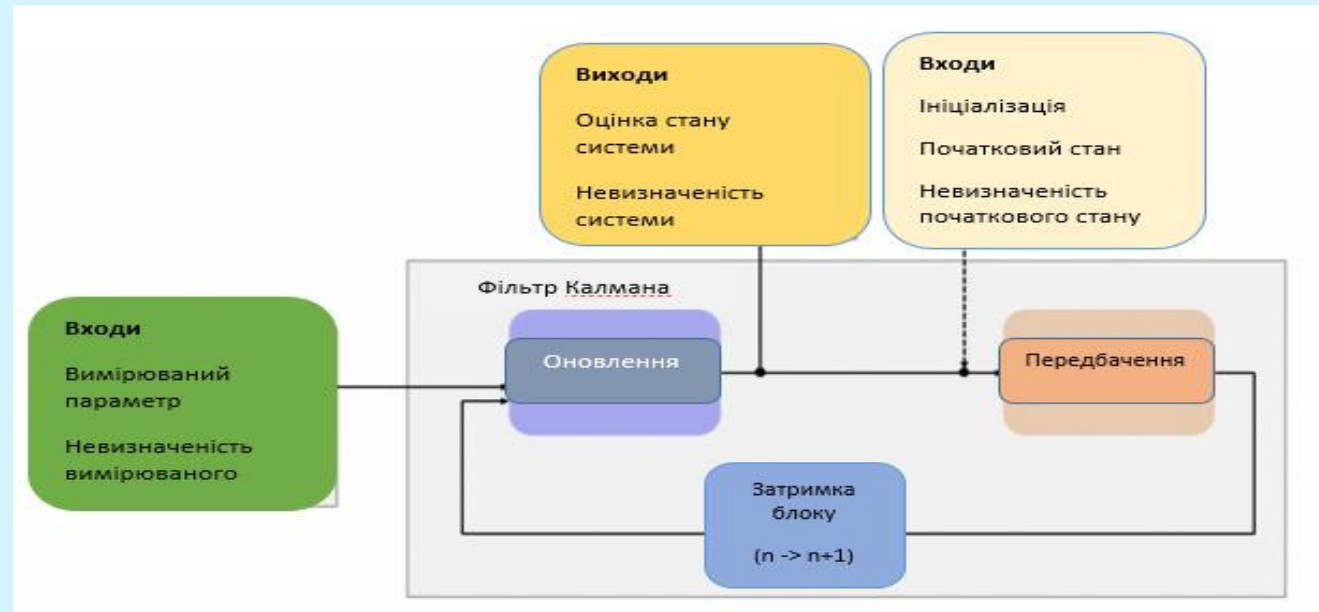 Виходи
Оцінка стану
системи
Невизначеність
системи
Входи
Ініціалізація
Початковий стан
Невизначеність
початкового стану
Фільтр Калмана
Входи
Вимірюваний
параметр
Невизначеність
вимірюваного
Оновлення
Передбачення
Затримка
блоку
(n -> n+1)